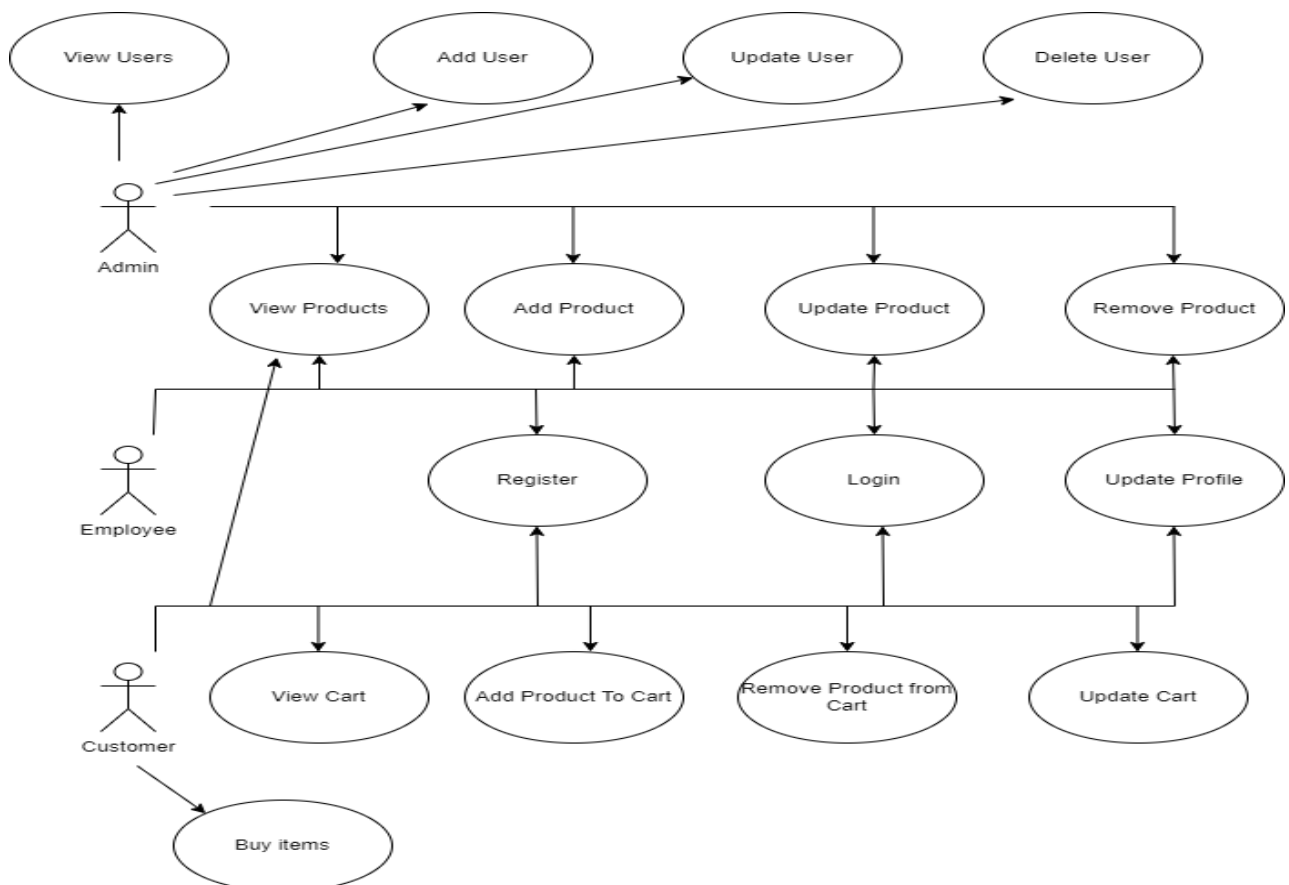 View Users
Add User
Update User
Delete User
Admin
View Products
Add Product
Update Product
Remove Product
Register
Login
Update Profile
Employee
View Cart
Add Product To Cart
Remove Product from
Cart
Update Cart
Customer
Buy items